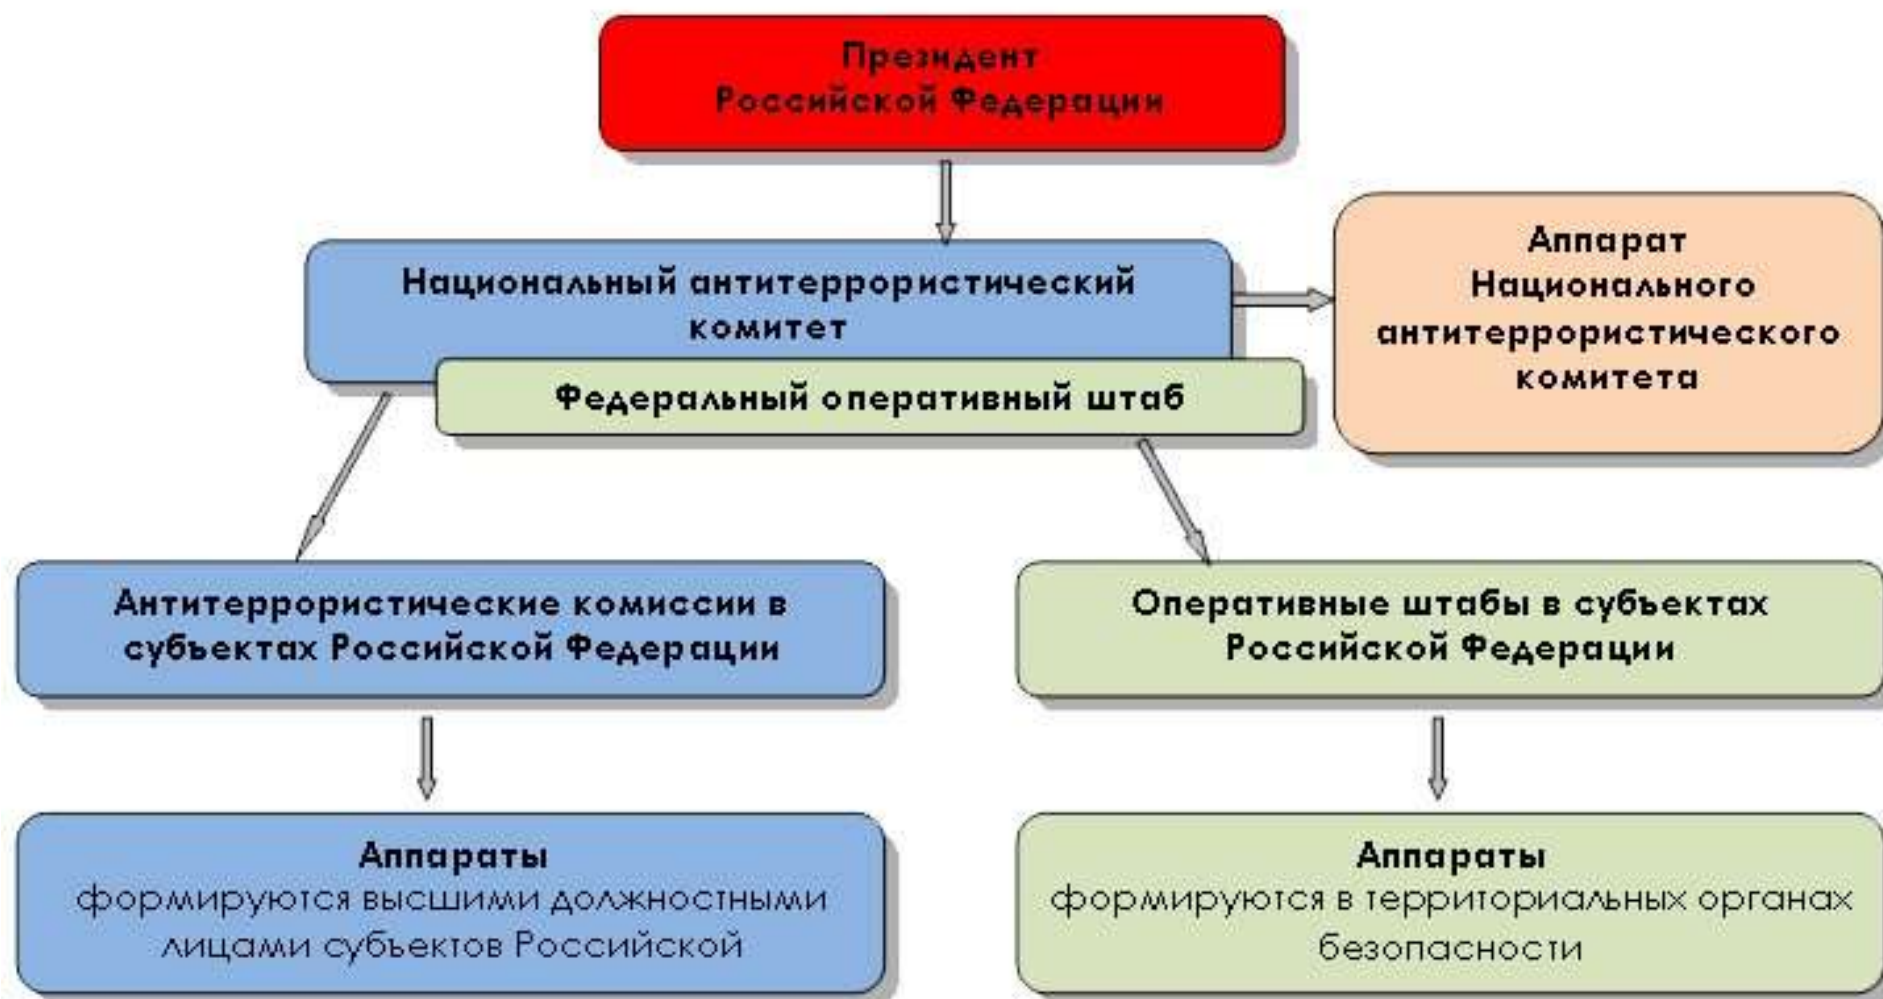 Президент
Российской Федерации
Национальный антитеррористический
комитет
Аппарат
Национального
антитеррористического
комитета
Федеральный оперативный штаб
Антитеррористические комиссии в
субъектах Российской Федерации
Оперативные штабы в субъектах
Российской Федерации
Аппараты
формируются высшими должностными
лицами субъектов Российской
Аппараты
формируются в территориальных органах
безопасности